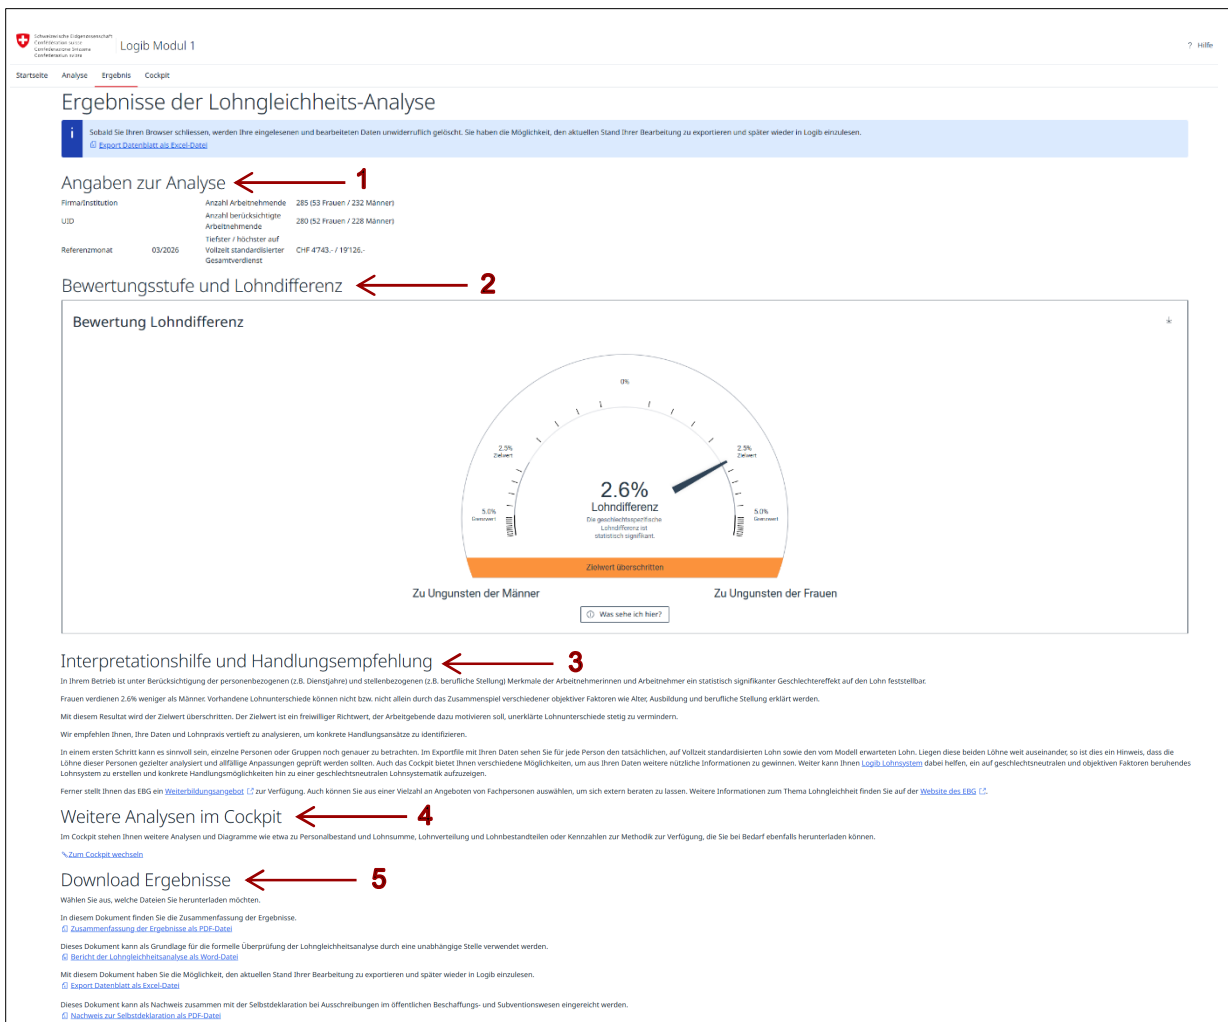 Schweizerische Eidgenossenschaft
Confédération suisse
Confederazione Svizzera
Confederaziun svizra
Logib Modul 1
? Hilfe
Startseite Analyse Ergebnis Cockpit
Ergebnisse der Lohngleichheits-Analyse
i
Sobald Sie Ihren Browser schliessen, werden Ihre eingelesenen und bearbeiteten Daten unwiderruflich gelöscht. Sie haben die Möglichkeit, den aktuellen Stand Ihrer Bearbeitung zu exportieren und später wieder in Logib einzulesen.
Export Datenblatt als Excel-Datei
Angaben zur Analyse 1
Firma/Institution Anzahl Arbeitnehmende 285 (53 Frauen / 232 Männer)
UID Anzahl berücksichtigte Arbeitnehmende 280 (52 Frauen / 228 Männer)
Referenzmonat 03/2026 Tiefster / höchster auf Vollzeit standardisierter Gesamtverdienst CHF 4'743.- / 19'126.-
Bewertungsstufe und Lohndifferenz 2
Bewertung Lohndifferenz
0%
2.5% Zielwert
2.5% Zielwert
5.0% Grenzwert
5.0% Grenzwert
2.6%
Lohndifferenz
Die geschlechtsspezifische
Lohndifferenz ist
statistisch signifikant.
Zielwert überschritten
Zu Ungunsten der Männer Zu Ungunsten der Frauen
Was sehe ich hier?
Interpretationshilfe und Handlungsempfehlung 3
In Ihrem Betrieb ist unter Berücksichtigung der personenbezogenen (z.B. Dienstjahre) und stellenbezogenen (z.B. berufliche Stellung) Merkmale der Arbeitnehmerinnen und Arbeitnehmer ein statistisch signifikanter Geschlechtereffekt auf den Lohn feststellbar.
Frauen verdienen 2.6% weniger als Männer. Vorhandene Lohnunterschiede können nicht bzw. nicht allein durch das Zusammenspiel verschiedener objektiver Faktoren wie Alter, Ausbildung und berufliche Stellung erklärt werden.
Mit diesem Resultat wird der Zielwert überschritten. Der Zielwert ist ein freiwilliger Richtwert, der Arbeitgebende dazu motivieren soll, unerklärte Lohnunterschiede stetig zu vermindern.
Wir empfehlen Ihnen, Ihre Daten und Lohnpraxis vertieft zu analysieren, um konkrete Handlungsansätze zu identifizieren.
In einem ersten Schritt kann es sinnvoll sein, einzelne Personen oder Gruppen noch genauer zu betrachten. Im Exportfile mit Ihren Daten sehen Sie für jede Person den tatsächlichen, auf Vollzeit standardisierten Lohn sowie den vom Modell erwarteten Lohn. Liegen diese beiden Löhne weit auseinander, so ist dies ein Hinweis, dass die
Löhne dieser Personen gezielter analysiert und allfällige Anpassungen geprüft werden sollten. Auch das Cockpit bietet Ihnen verschiedene Möglichkeiten, um aus Ihren Daten weitere nützliche Informationen zu gewinnen. Weiter kann Ihnen Logib Lohnsystem dabei helfen, ein auf geschlechtsneutralen und objektiven Faktoren beruhendes
Lohnsystem zu erstellen und konkrete Handlungsmöglichkeiten hin zu einer geschlechtsneutralen Lohnsystematik aufzuzeigen.
Ferner stellt Ihnen das EBG ein Weiterbildungsangebot zur Verfügung. Auch können Sie aus einer Vielzahl an Angeboten von Fachpersonen auswählen, um sich extern beraten zu lassen. Weitere Informationen zum Thema Lohngleichheit finden Sie auf der Website des EBG .
Weitere Analysen im Cockpit 4
Im Cockpit stehen Ihnen weitere Analysen und Diagramme wie etwa zu Personalbestand und Lohnsumme, Lohnverteilung und Lohnbestandteilen oder Kennzahlen zur Methodik zur Verfügung, die Sie bei Bedarf ebenfalls herunterladen können.
Zum Cockpit wechseln
Download Ergebnisse 5
Wählen Sie aus, welche Dateien Sie herunterladen möchten.
In diesem Dokument finden Sie die Zusammenfassung der Ergebnisse.
Zusammenfassung der Ergebnisse als PDF-Datei
Dieses Dokument kann als Grundlage für die formelle Überprüfung der Lohngleichheitsanalyse durch eine unabhängige Stelle verwendet werden.
Bericht der Lohngleichheitsanalyse als Word-Datei
Mit diesem Dokument haben Sie die Möglichkeit, den aktuellen Stand Ihrer Bearbeitung zu exportieren und später wieder in Logib einzulesen.
Export Datenblatt als Excel-Datei
Dieses Dokument kann als Nachweis zusammen mit der Selbstdeklaration bei Ausschreibungen im öffentlichen Beschaffungs- und Subventionswesen eingereicht werden.
Nachweis zur Selbstdeklaration als PDF-Datei